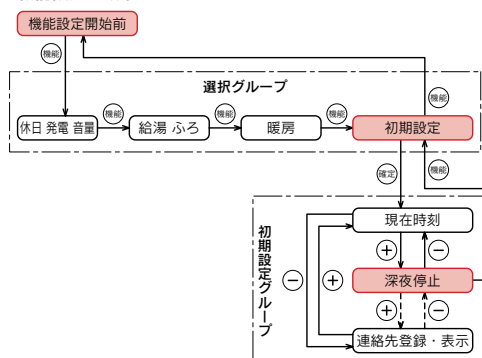 機能設定開始前
機能
選択グループ
機能
休日 発電 音量
機能
給湯 ふろ
機能
暖房
機能
初期設定
確定
機能
初期設定グループ
現在時刻
+
−
−
+
深夜停止
+
−
連絡先登録・表示